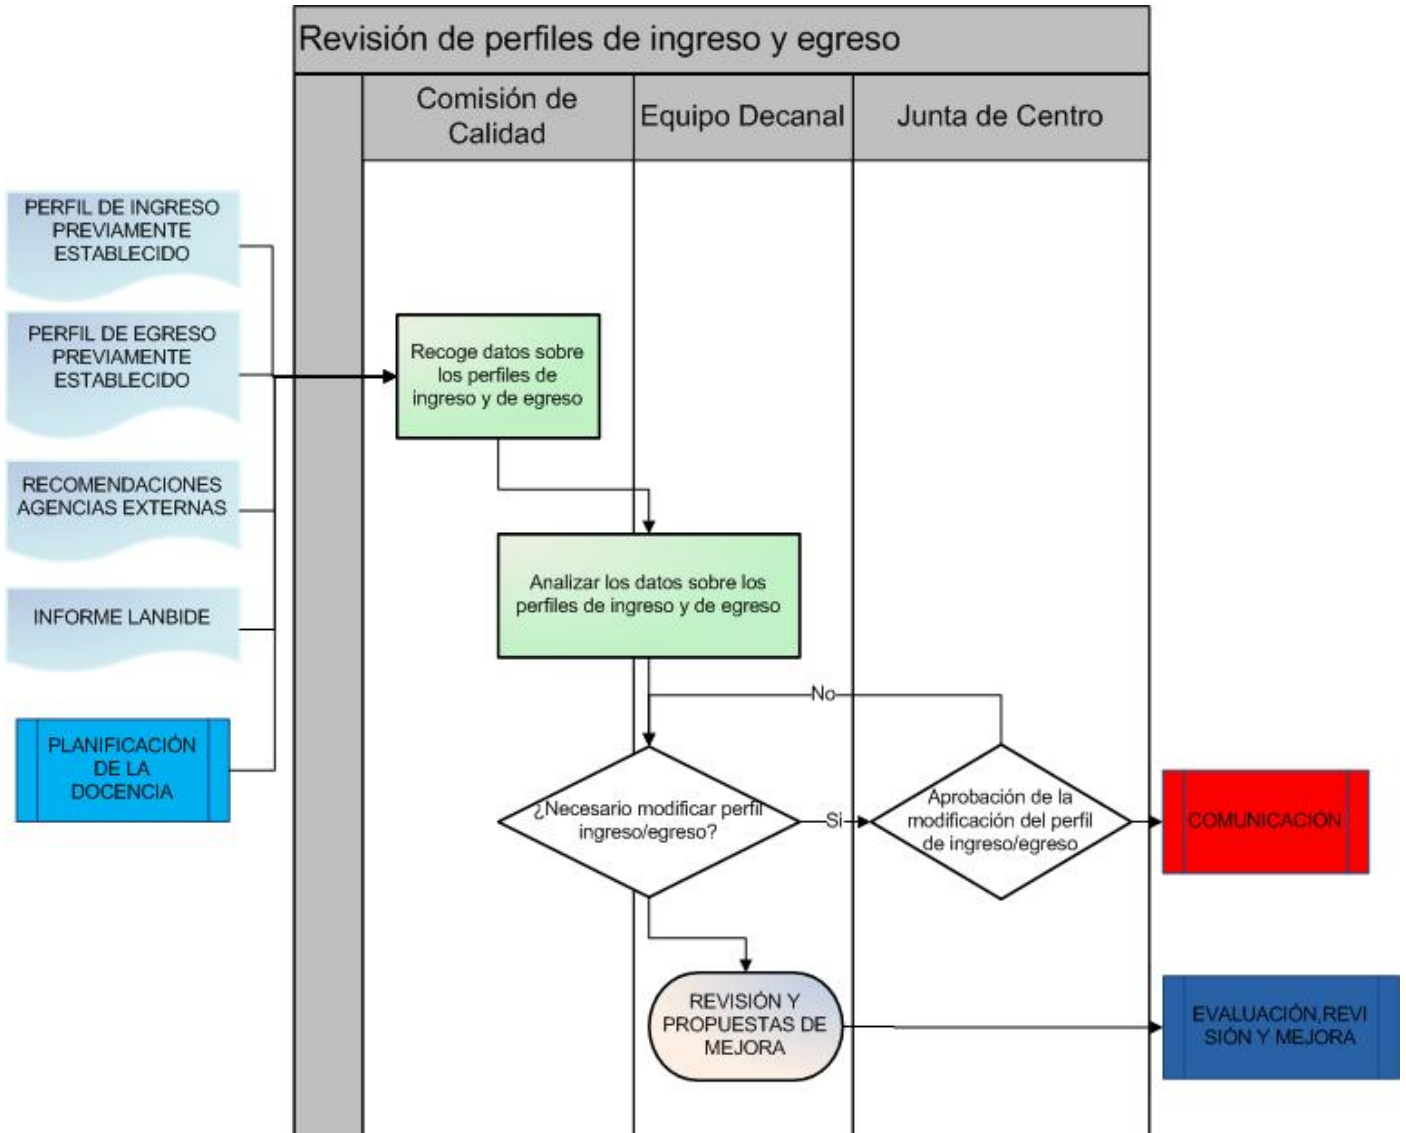 Revisión de perfiles de ingreso y egreso
Comisión de
Calidad
Equipo Decanal
Junta de Centro
PERFIL DE INGRESO
PREVIAMENTE
ESTABLECIDO
PERFIL DE EGRESO
PREVIAMENTE
ESTABLECIDO
Recoge datos sobre
los perfiles de
ingreso y de egreso
RECOMENDACIONES
AGENCIAS EXTERNAS
Analizar los datos sobre los
perfiles de ingreso y de egreso
INFORME LANBIDE
No
PLANIFICACIÓN
DE LA
DOCENCIA
¿Necesario modificar perfil
ingreso/egreso?
Si
Aprobación de la
modificación del perfil
de ingreso/egreso
COMUNICACIÓN
REVISIÓN Y
PROPUESTAS DE
MEJORA
EVALUACIÓN,REVI
SIÓN Y MEJORA